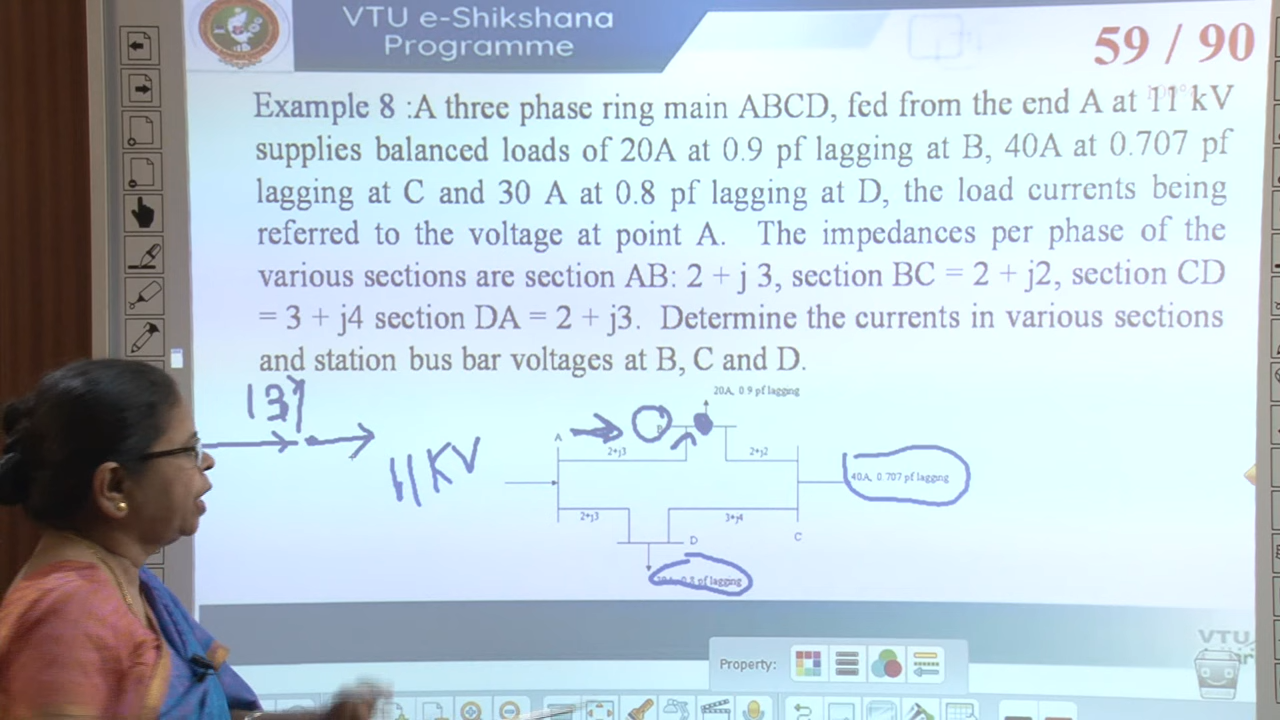 VTU e-Shikshana
Programme
59 / 90
Example 8 :A three phase ring main ABCD, fed from the end A at 11 kV
supplies balanced loads of 20A at 0.9 pf lagging at B, 40A at 0.707 pf
lagging at C and 30 A at 0.8 pf lagging at D, the load currents being
referred to the voltage at point A. The impedances per phase of the
various sections are section AB: 2 + j 3, section BC = 2 + j2, section CD
= 3 + j4 section DA = 2 + j3. Determine the currents in various sections
and station bus bar voltages at B, C and D.
20A, 0.9 pf lagging
A
B
2+j3
2+j2
11 KV
40A, 0.707 pf lagging
2+j3
3+j4
D
C
pf lagging
VTU
Property: